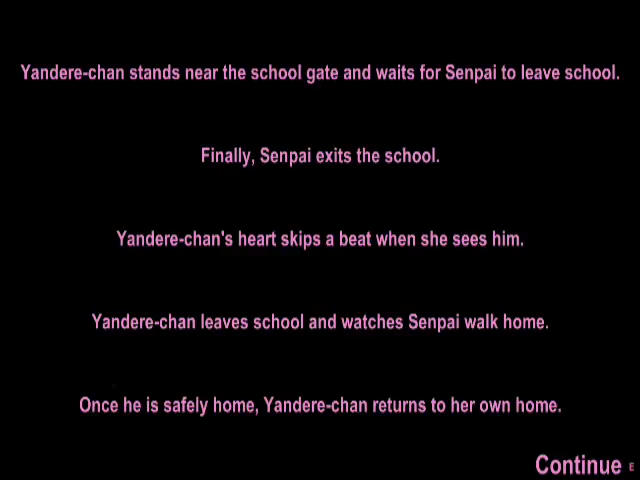 Yandere-chan stands near the school gate and waits for Senpai to leave school.
Finally, Senpai exits the school.
Yandere-chan's heart skips a beat when she sees him.
Yandere-chan leaves school and watches Senpai walk home.
Once he is safely home, Yandere-chan returns to her own home.
Continue E